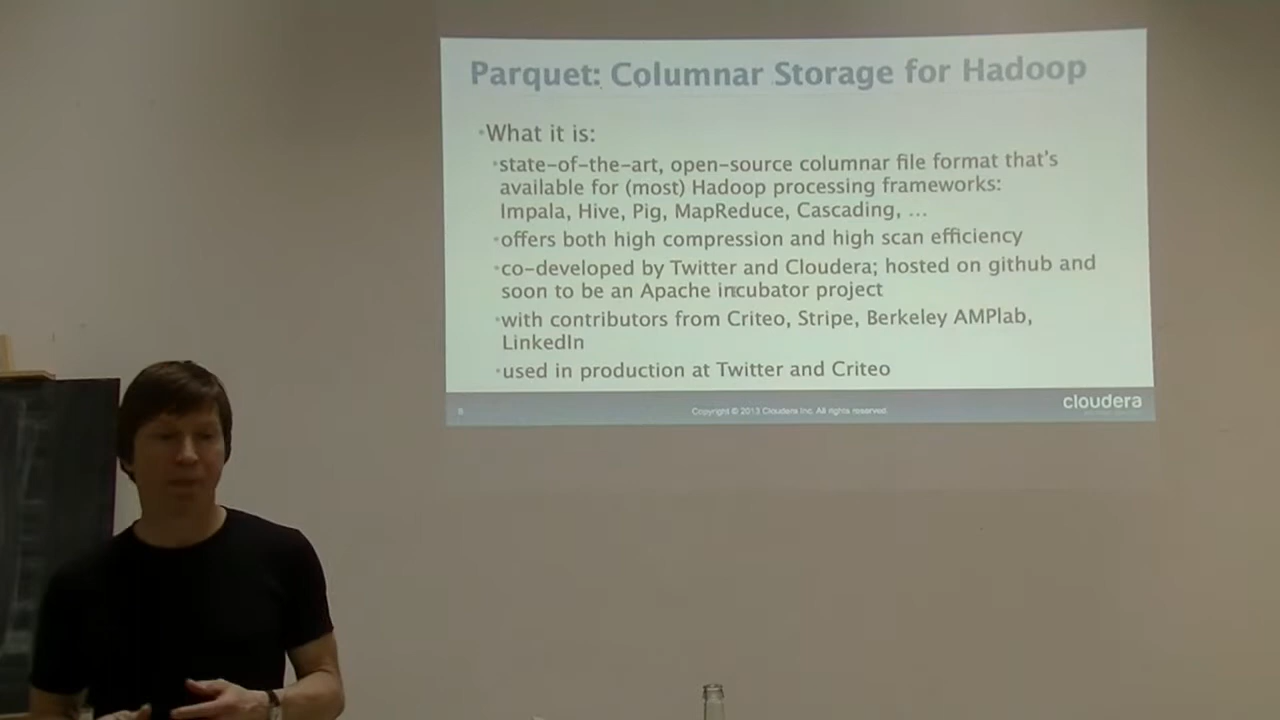 Parquet: Columnar Storage for Hadoop
•What it is:
•state-of-the-art, open-source columnar file format that's
available for (most) Hadoop processing frameworks:
Impala, Hive, Pig, MapReduce, Cascading, …
•offers both high compression and high scan efficiency
•co-developed by Twitter and Cloudera; hosted on github and
soon to be an Apache incubator project
•with contributors from Criteo, Stripe, Berkeley AMPlab,
LinkedIn
•used in production at Twitter and Criteo
Copyright © 2013 Cloudera Inc. All rights reserved.
cloudera